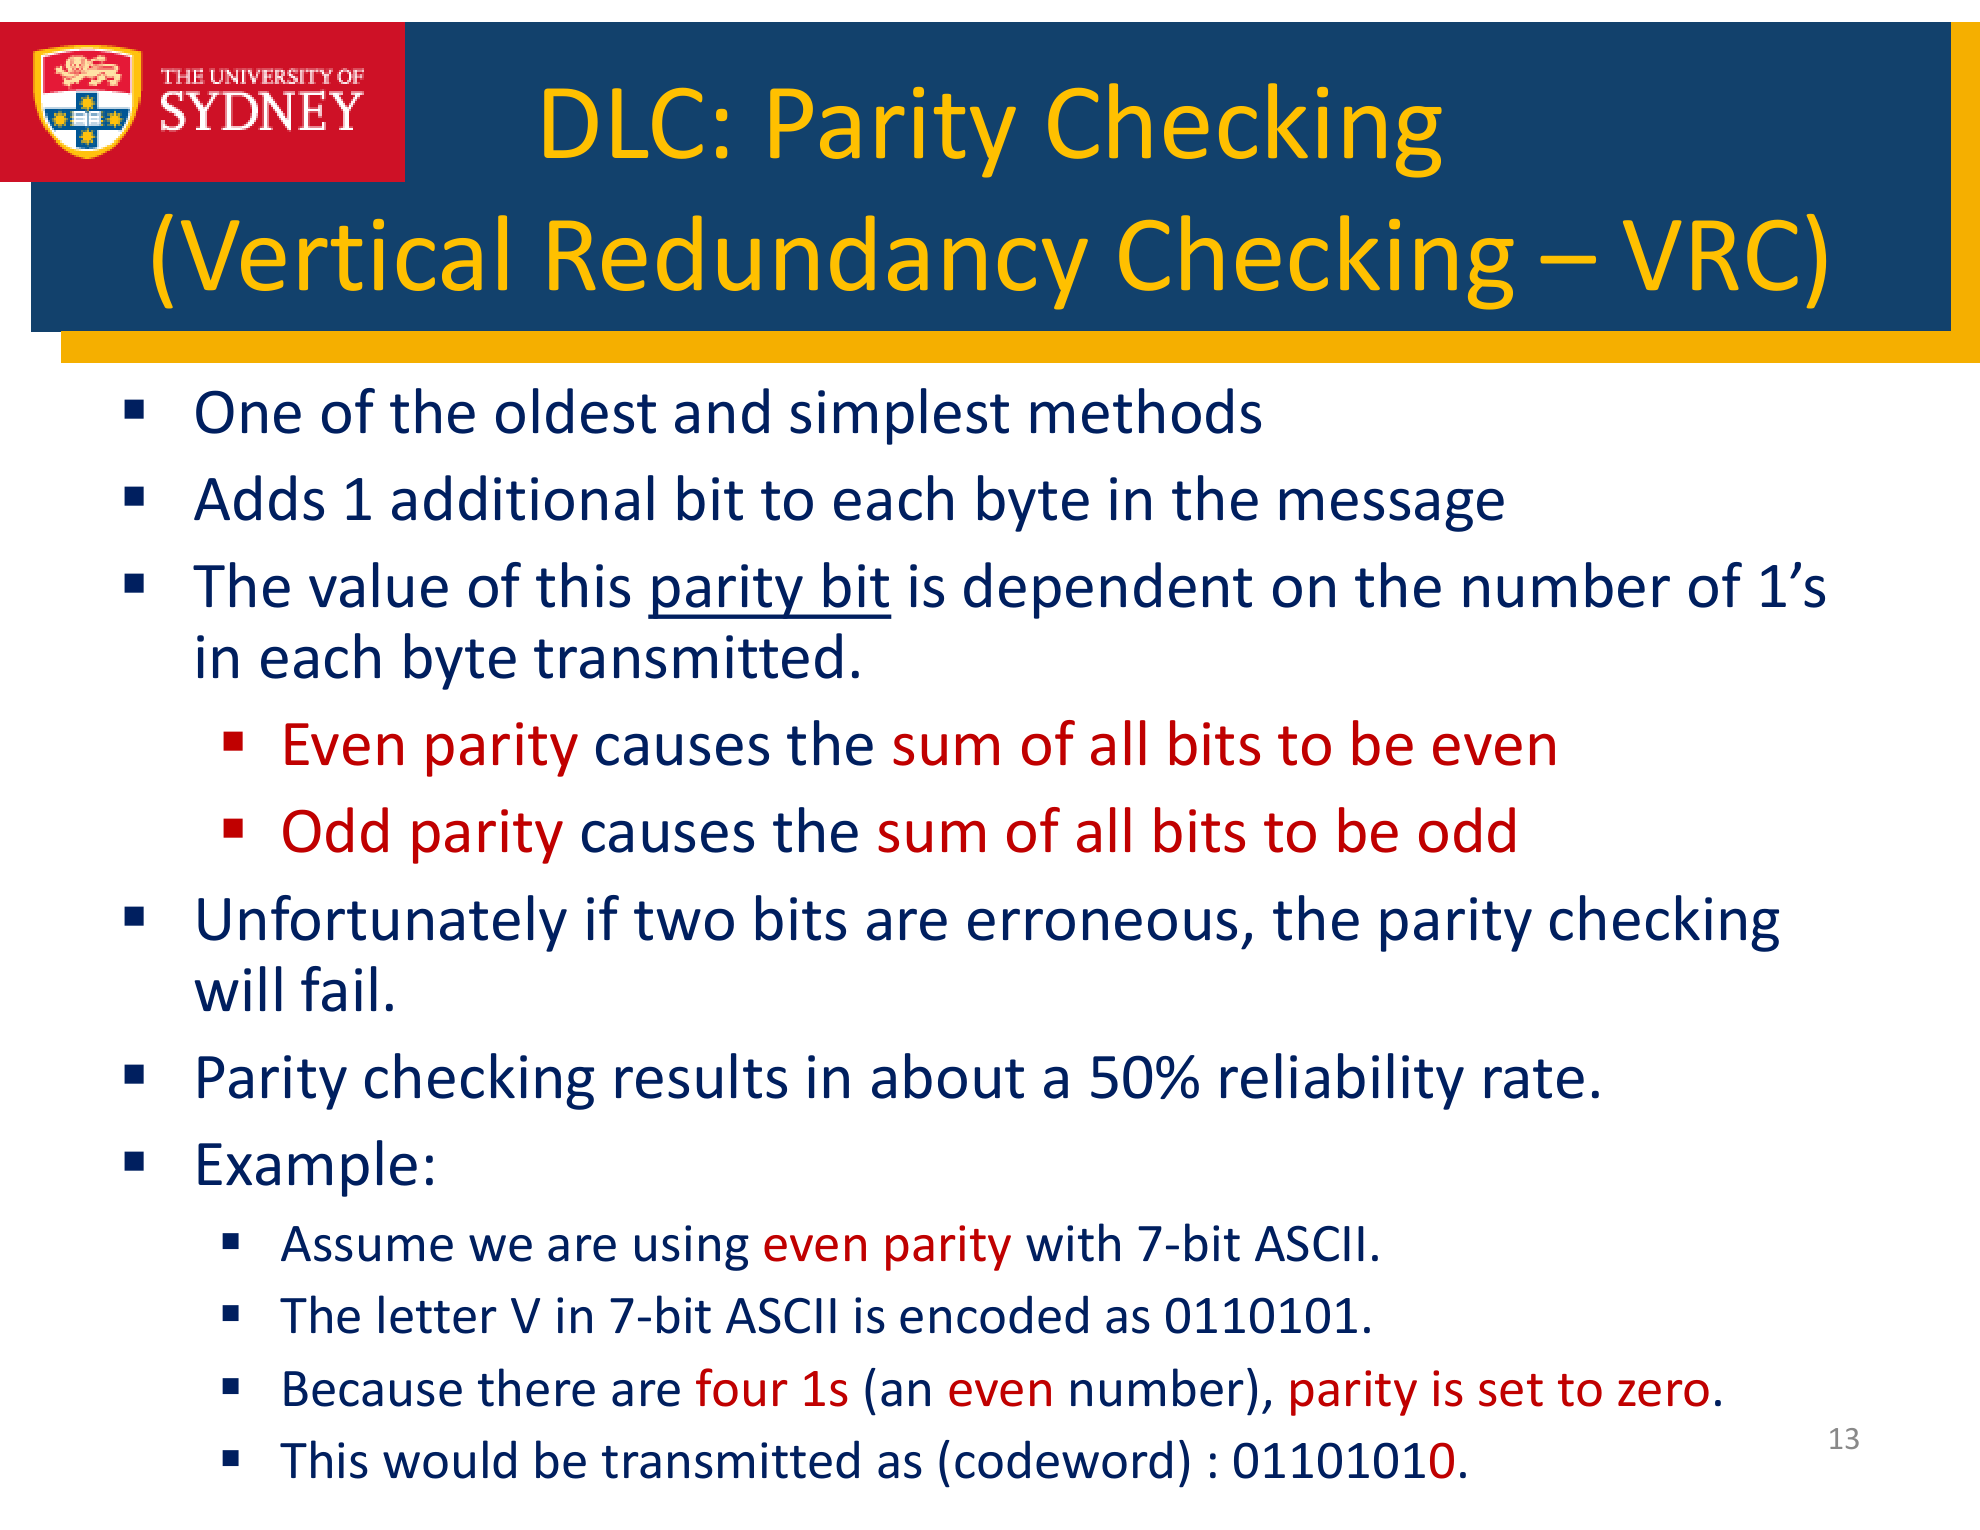 THE UNIVERSITY OF
SYDNEY
DLC: Parity Checking
(Vertical Redundancy Checking – VRC)
▪ One of the oldest and simplest methods
▪ Adds 1 additional bit to each byte in the message
▪ The value of this parity bit is dependent on the number of 1’s
in each byte transmitted.
▪ Even parity causes the sum of all bits to be even
▪ Odd parity causes the sum of all bits to be odd
▪ Unfortunately if two bits are erroneous, the parity checking
will fail.
▪ Parity checking results in about a 50% reliability rate.
▪ Example:
▪ Assume we are using even parity with 7-bit ASCII.
▪ The letter V in 7-bit ASCII is encoded as 0110101.
▪ Because there are four 1s (an even number), parity is set to zero.
▪ This would be transmitted as (codeword) : 01101010.
13